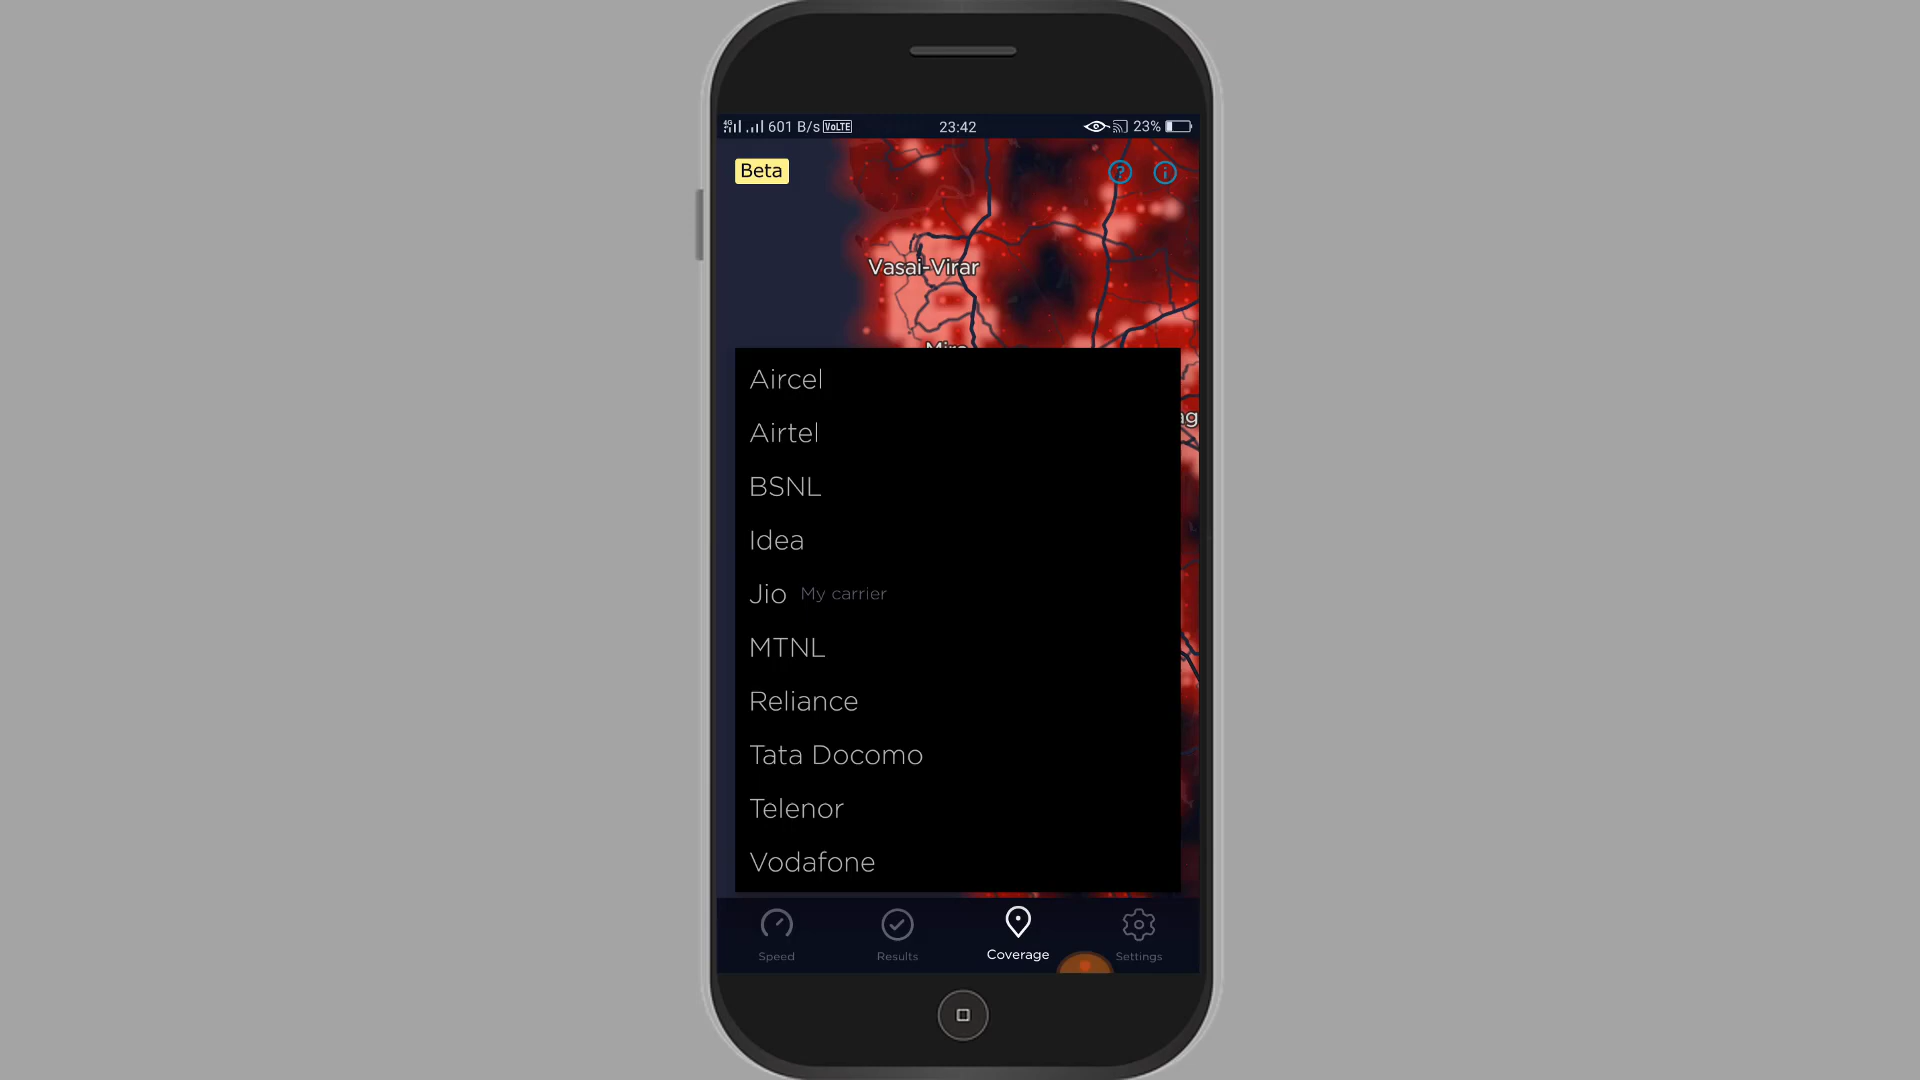 4G 601 B/s VoLTE 23:42 23%
Beta ? i
Vasai-Virar
Aircel
Airtel
BSNL
Idea
Jio My carrier
MTNL
Reliance
Tata Docomo
Telenor
Vodafone
Speed Results Coverage Settings